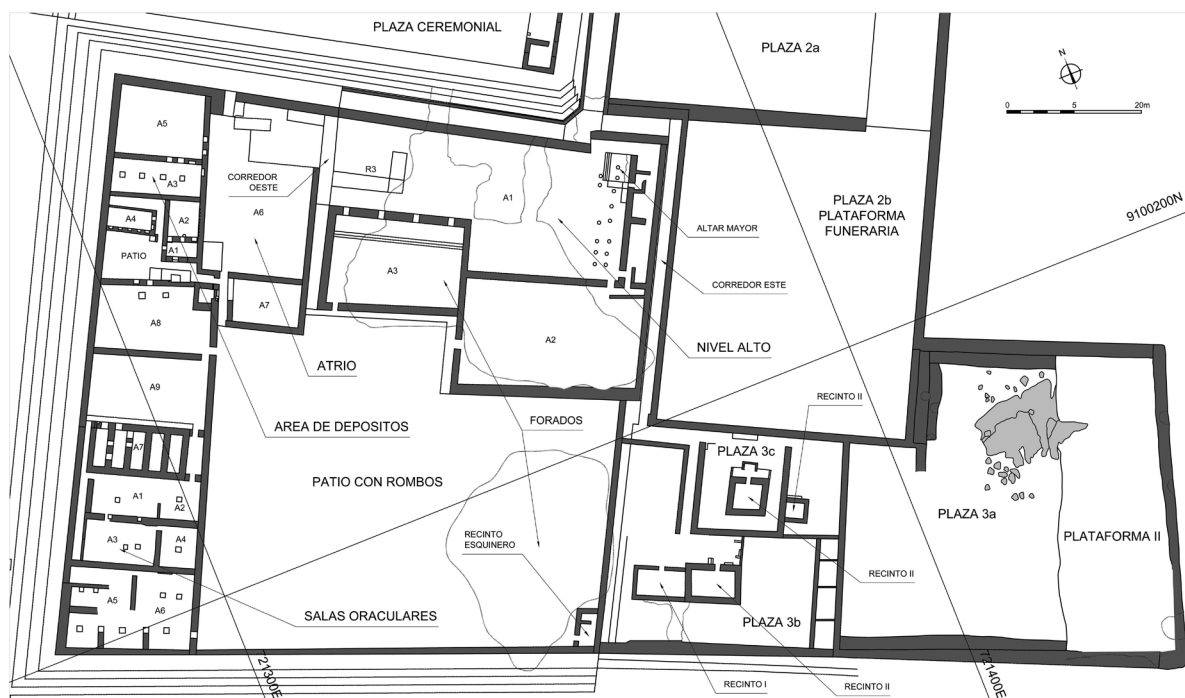 PLAZA CEREMONIAL
PLAZA 2a
N
0 5 20m
A5
A3
A4
A2
A1
PATIO
A8
A9
A7
A1
A2
A3
A4
A5
A6
CORREDOR
OESTE
R3
A6
A7
A1
A3
A2
ALTAR MAYOR
CORREDOR ESTE
NIVEL ALTO
PLAZA 2b
PLATAFORMA
FUNERARIA
9100200N
ATRIO
AREA DE DEPOSITOS
FORADOS
PATIO CON ROMBOS
RECINTO
ESQUINERO
SALAS ORACULARES
RECINTO II
PLAZA 3c
PLAZA 3a
PLATAFORMA II
RECINTO II
PLAZA 3b
RECINTO I
RECINTO II
721300E
721400E